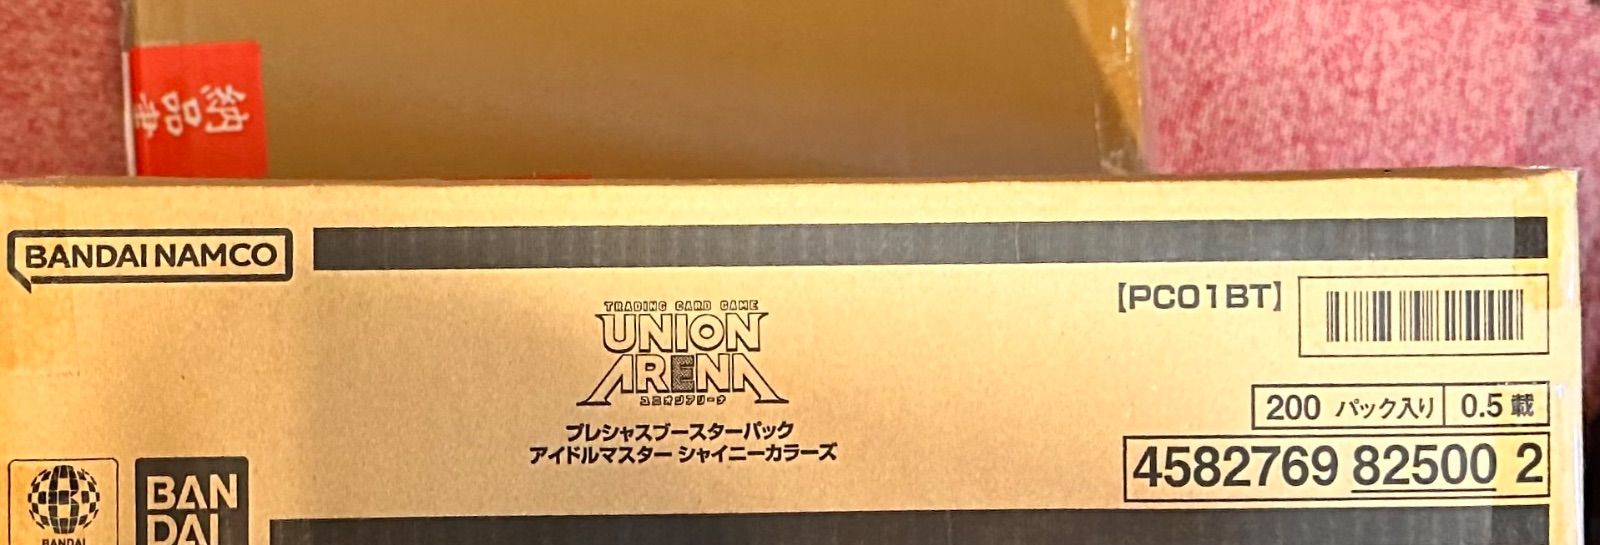 納品書
BANDAI NAMCO
【PC01BT】
TRADING CARD GAME
UNION
ARENA
ユニオンアリーナ
200 パック入り 0.5 載
プレシャスブースターパック
アイドルマスター シャイニーカラーズ
4582769 82500 2
BAN
DAI
BANDAI